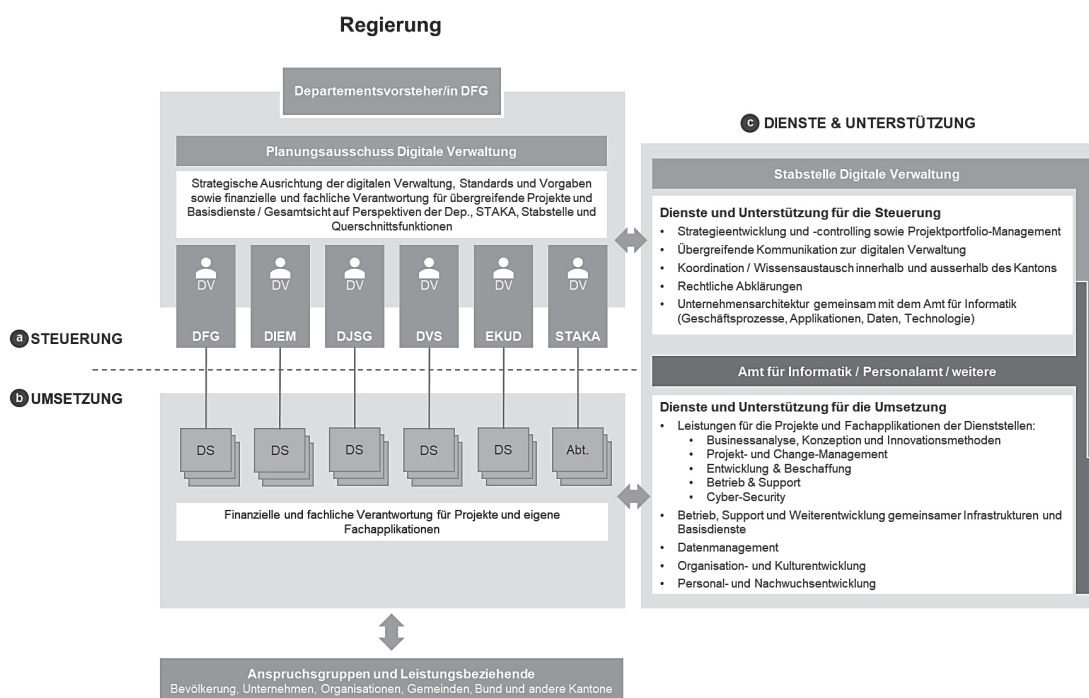 Regierung
Departementsvorsteher/in DFG
Planungsausschuss Digitale Verwaltung
Strategische Ausrichtung der digitalen Verwaltung, Standards und Vorgaben
sowie finanzielle und fachliche Verantwortung für übergreifende Projekte und
Basisdienste / Gesamtsicht auf Perspektiven der Dep., STAKA, Stabstelle und
Querschnittsfunktionen
DV DV DV DV DV DV
DFG DIEM DJSG DVS EKUD STAKA
a STEUERUNG
b UMSETZUNG
DS DS DS DS DS Abt.
Finanzielle und fachliche Verantwortung für Projekte und eigene
Fachapplikationen
Anspruchsgruppen und Leistungsbeziehende
Bevölkerung, Unternehmen, Organisationen, Gemeinden, Bund und andere Kantone
c DIENSTE & UNTERSTÜTZUNG
Stabstelle Digitale Verwaltung
Dienste und Unterstützung für die Steuerung
• Strategieentwicklung und -controlling sowie Projektportfolio-Management
• Übergreifende Kommunikation zur digitalen Verwaltung
• Koordination / Wissensaustausch innerhalb und ausserhalb des Kantons
• Rechtliche Abklärungen
• Unternehmensarchitektur gemeinsam mit dem Amt für Informatik
(Geschäftsprozesse, Applikationen, Daten, Technologie)
Amt für Informatik / Personalamt / weitere
Dienste und Unterstützung für die Umsetzung
• Leistungen für die Projekte und Fachapplikationen der Dienststellen:
• Businessanalyse, Konzeption und Innovationsmethoden
• Projekt- und Change-Management
• Entwicklung & Beschaffung
• Betrieb & Support
• Cyber-Security
• Betrieb, Support und Weiterentwicklung gemeinsamer Infrastrukturen und
Basisdienste
• Datenmanagement
• Organisation- und Kulturentwicklung
• Personal- und Nachwuchsentwicklung